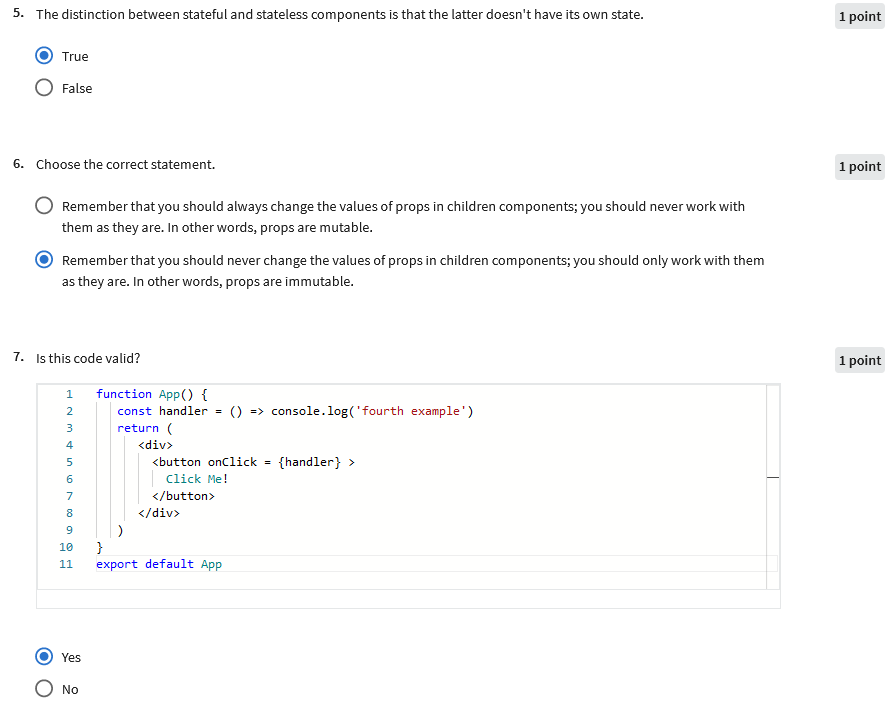 5. The distinction between stateful and stateless components is that the latter doesn't have its own state.
1 point
True
False
6. Choose the correct statement.
1 point
Remember that you should always change the values of props in children components; you should never work with
them as they are. In other words, props are mutable.
Remember that you should never change the values of props in children components; you should only work with them
as they are. In other words, props are immutable.
7. Is this code valid?
1 point
1 function App() {
2 const handler = () => console.log('fourth example')
3 return (
4 <div>
5 <button onClick = {handler} >
6 Click Me!
7 </button>
8 </div>
9 )
10 }
11 export default App
Yes
No